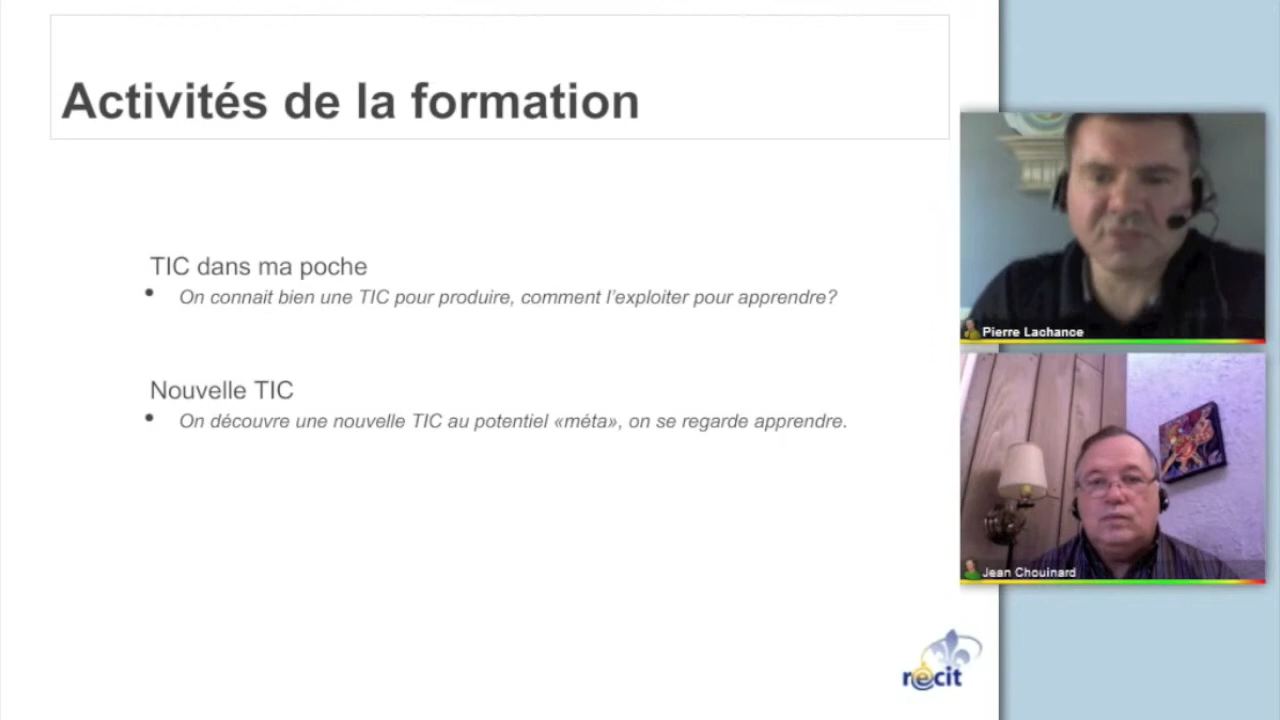 Activités de la formation
TIC dans ma poche
• On connait bien une TIC pour produire, comment l'exploiter pour apprendre?
Nouvelle TIC
• On découvre une nouvelle TIC au potentiel «méta», on se regarde apprendre.
Pierre Lachance
Jean Chouinard
récit